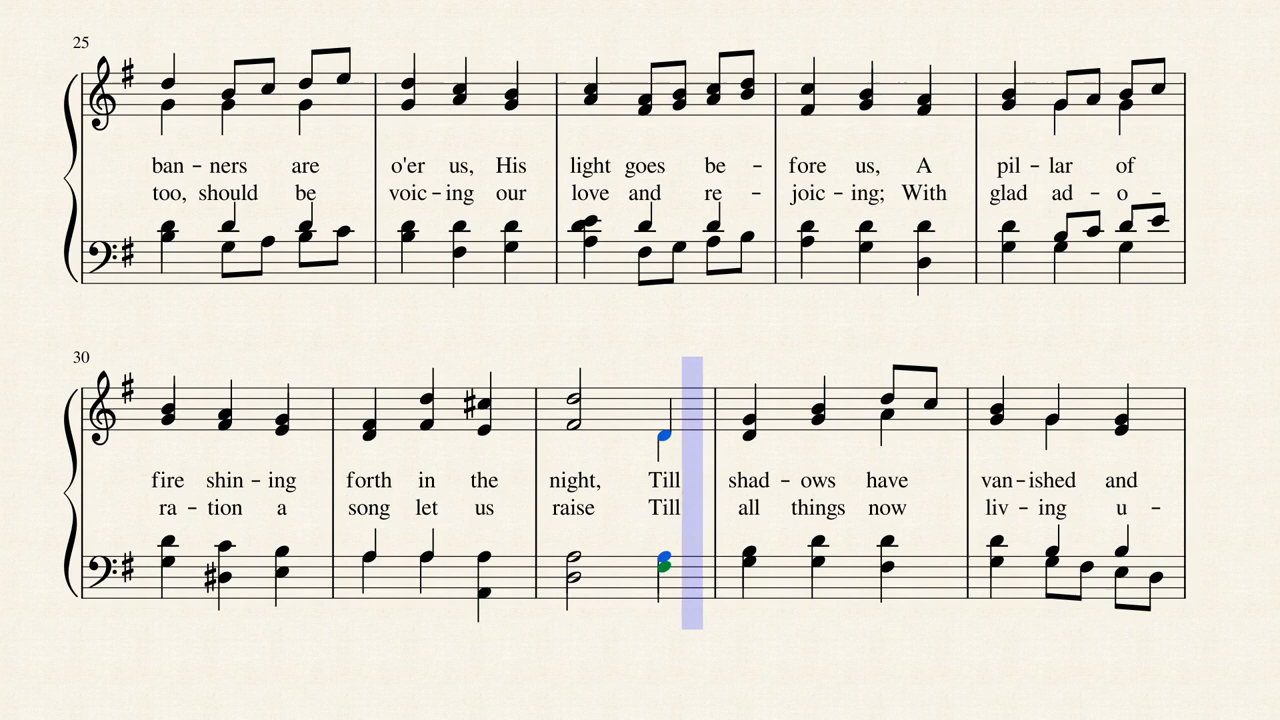 25
ban – ners are o'er us, His light goes be – fore us, A pil – lar of
too, should be voic – ing our love and re – joic – ing; With glad ad – o –
30
fire shin – ing forth in the night, Till shad – ows have van – ished and
ra – tion a song let us raise Till all things now liv – ing u –